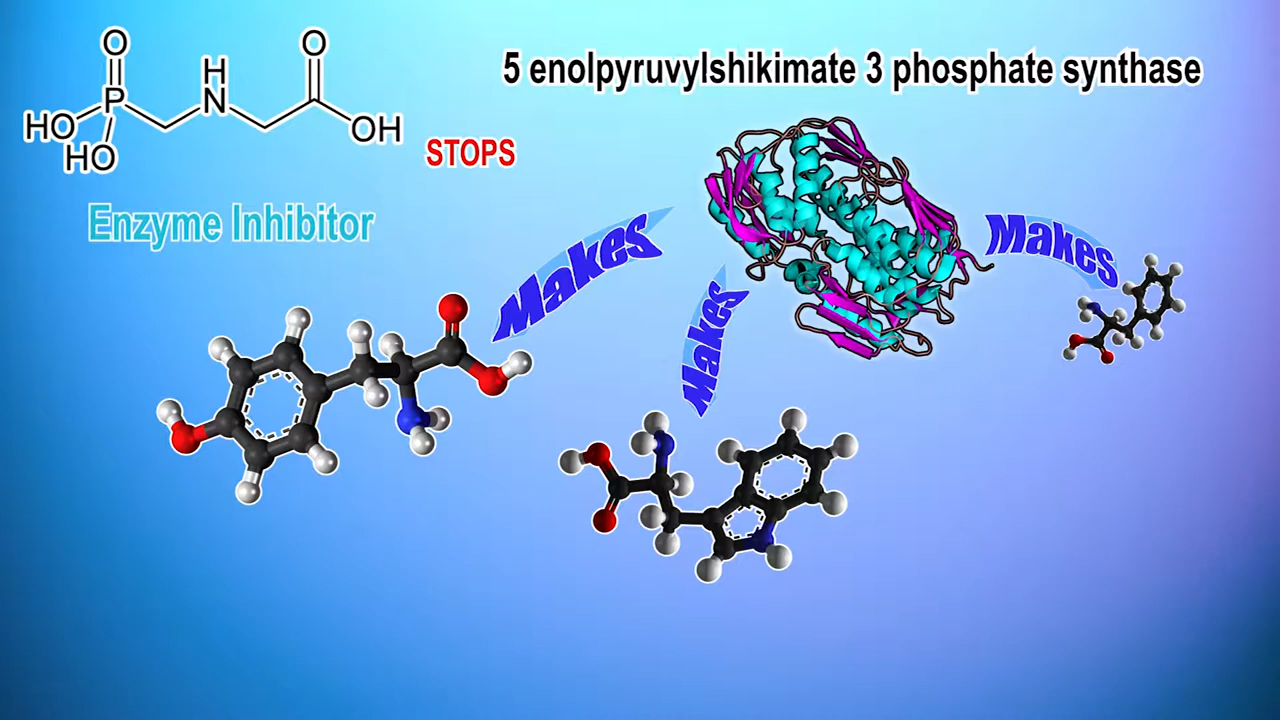 O
O
H
N
P
HO
HO
OH
5 enolpyruvylshikimate 3 phosphate synthase
STOPS
Enzyme Inhibitor
Makes
Makes
Makes